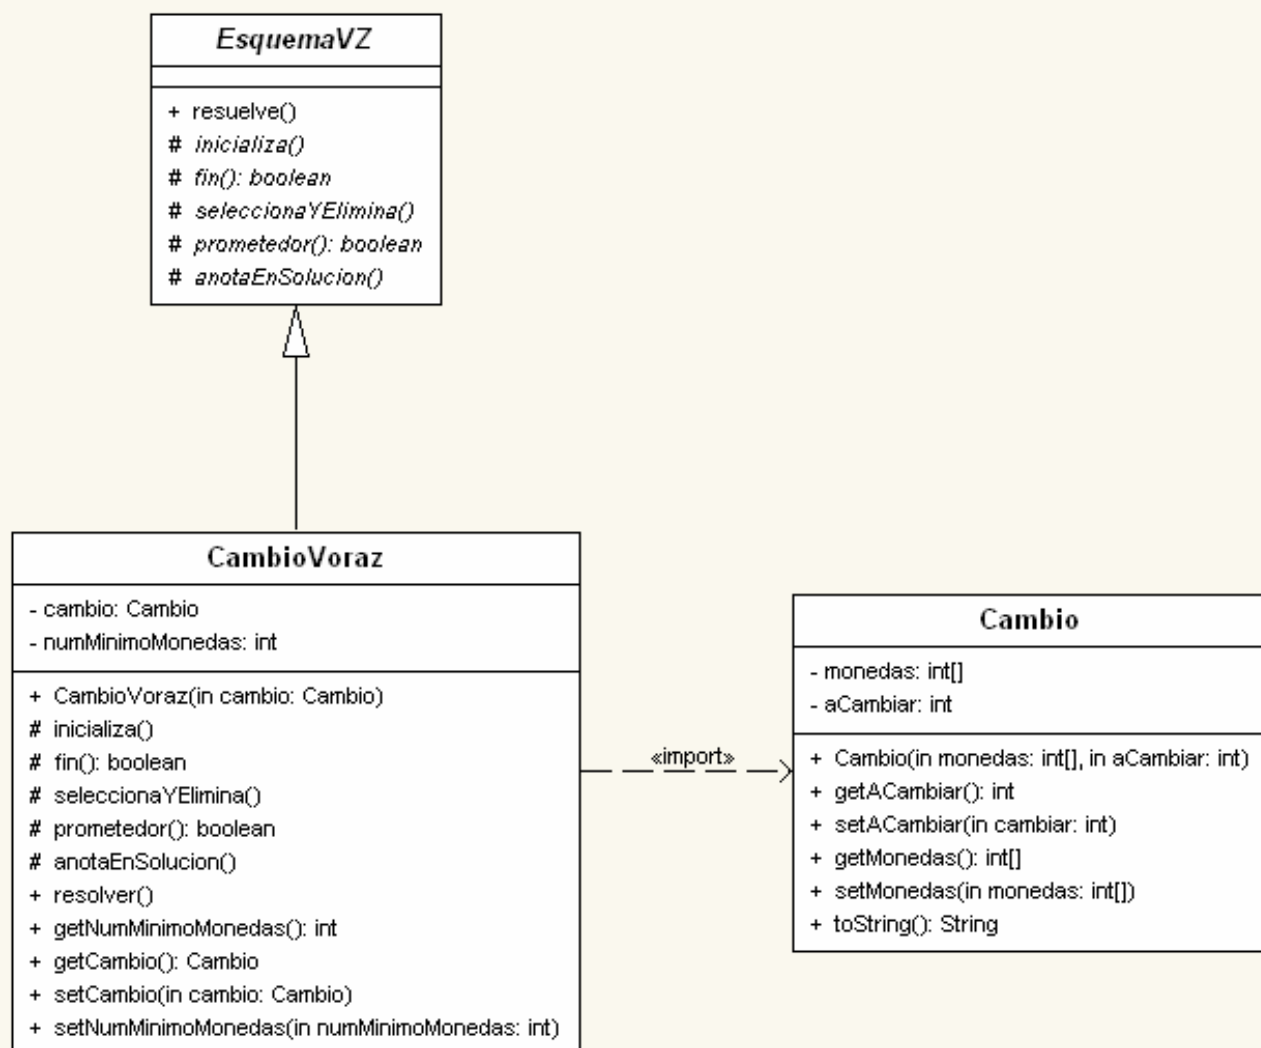 EsquemaVZ
+ resuelve()
# inicializa()
# fin(): boolean
# seleccionaYElimina()
# prometedor(): boolean
# anotaEnSolucion()
CambioVoraz
- cambio: Cambio
- numMinimoMonedas: int
+ CambioVoraz(in cambio: Cambio)
# inicializa()
# fin(): boolean
# seleccionaYElimina()
# prometedor(): boolean
# anotaEnSolucion()
+ resolver()
+ getNumMinimoMonedas(): int
+ getCambio(): Cambio
+ setCambio(in cambio: Cambio)
+ setNumMinimoMonedas(in numMinimoMonedas: int)
«import»
Cambio
- monedas: int[]
- aCambiar: int
+ Cambio(in monedas: int[], in aCambiar: int)
+ getACambiar(): int
+ setACambiar(in cambiar: int)
+ getMonedas(): int[]
+ setMonedas(in monedas: int[])
+ toString(): String